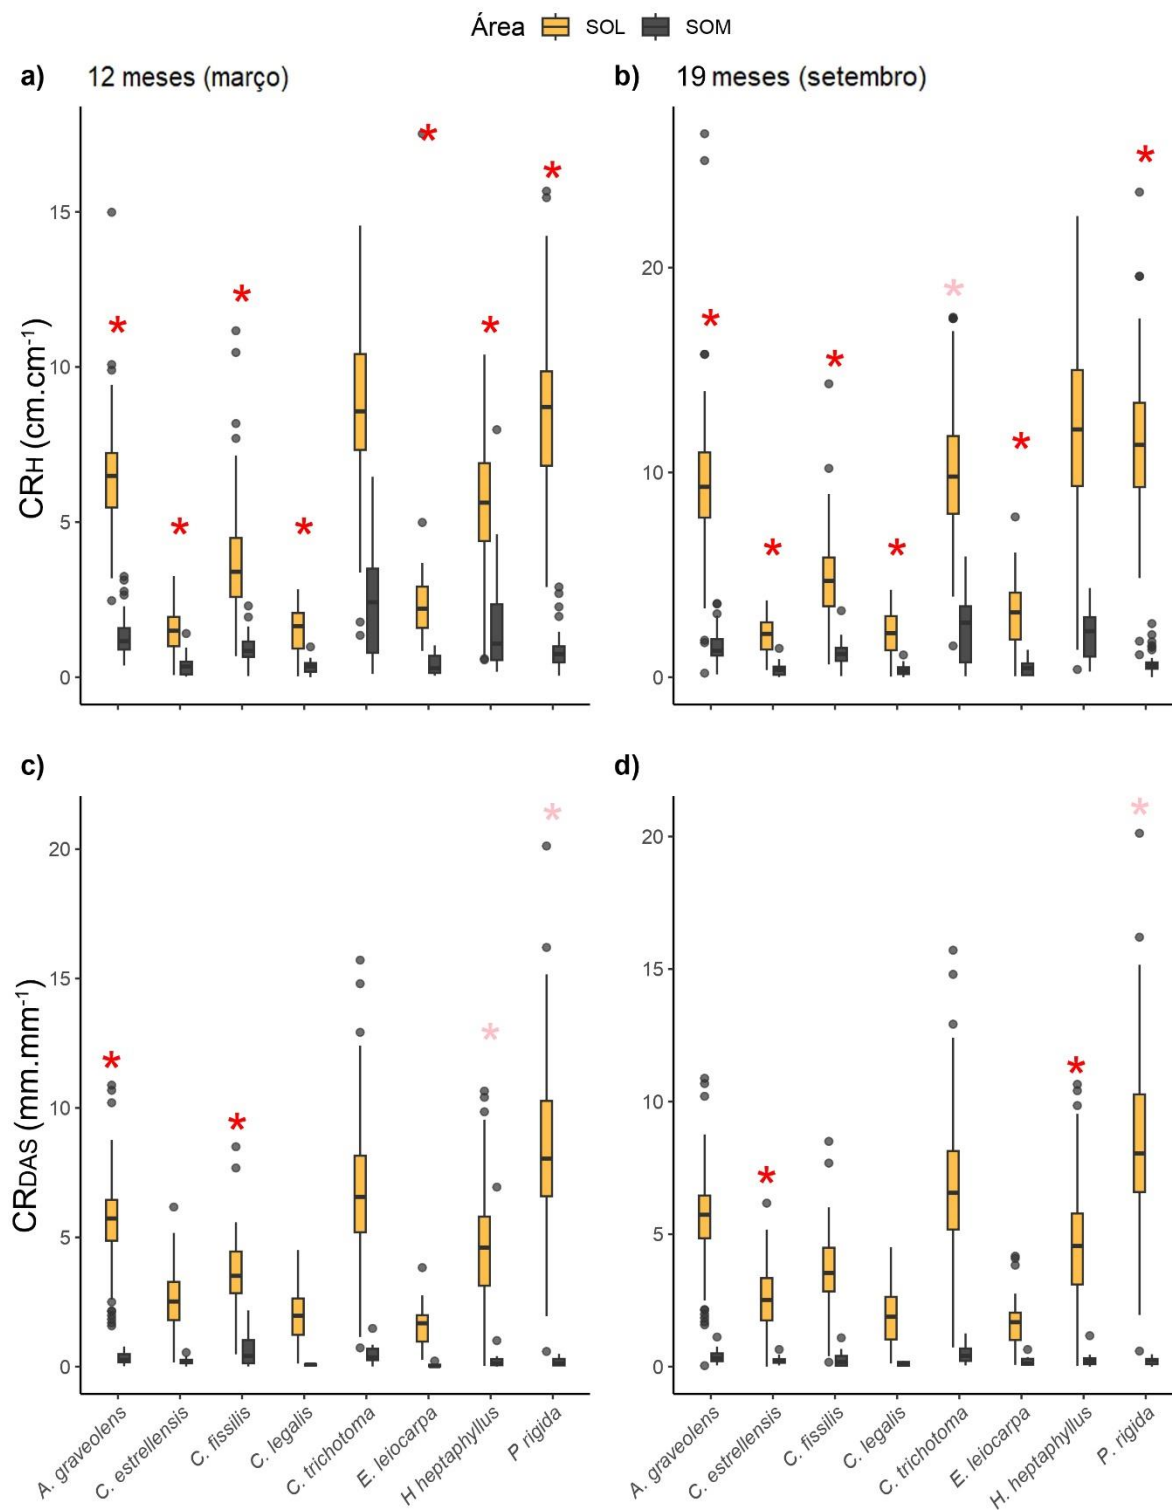 Área SOL SOM
a) 12 meses (março)
b) 19 meses (setembro)
CRH (cm.cm⁻¹)
15
10
5
0
20
10
0
c)
d)
CRDAS (mm.mm⁻¹)
20
15
10
5
0
20
15
10
5
0
A. graveolens
C. estrellensis
C. fissilis
C. legalis
C. trichotoma
E. leiocarpa
H heptaphyllus
P rigida
A. graveolens
C. estrellensis
C. fissilis
C. legalis
C. trichotoma
E. leiocarpa
H. heptaphyllus
P. rigida